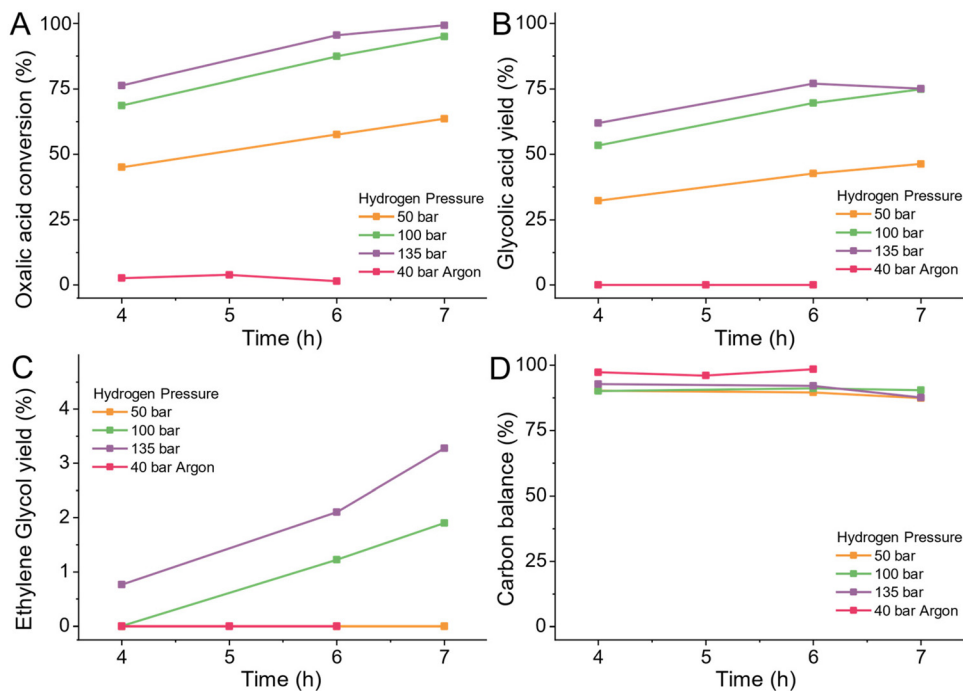 A
Oxalic acid conversion (%)
100
75
50
25
0
Hydrogen Pressure
50 bar
100 bar
135 bar
40 bar Argon
4 5 6 7
Time (h)
B
Glycolic acid yield (%)
100
75
50
25
0
Hydrogen Pressure
50 bar
100 bar
135 bar
40 bar Argon
4 5 6 7
Time (h)
C
Ethylene Glycol yield (%)
4
3
2
1
0
Hydrogen Pressure
50 bar
100 bar
135 bar
40 bar Argon
4 5 6 7
Time (h)
D
Carbon balance (%)
100
75
50
25
0
Hydrogen Pressure
50 bar
100 bar
135 bar
40 bar Argon
4 5 6 7
Time (h)